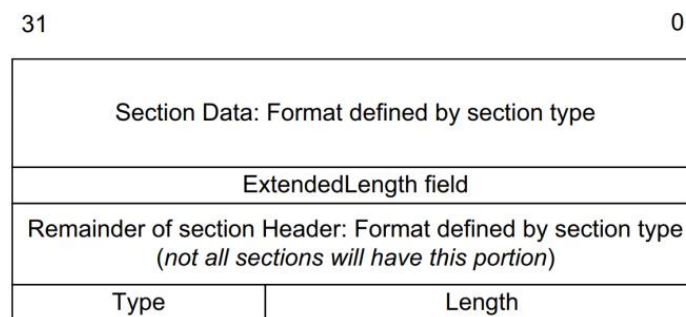 31 0
Section Data: Format defined by section type
ExtendedLength field
Remainder of section Header: Format defined by section type
(not all sections will have this portion)
Type Length